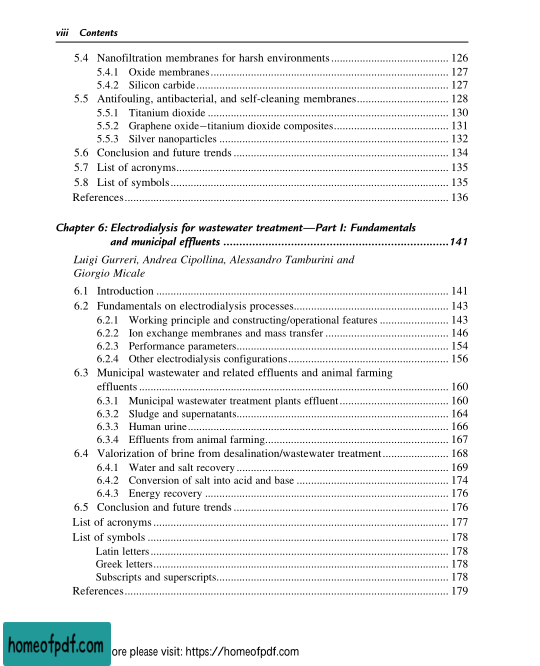 viii Contents
5.4 Nanofiltration membranes for harsh environments ........................................ 126
5.4.1 Oxide membranes ................................................................................. 127
5.4.2 Silicon carbide ...................................................................................... 127
5.5 Antifouling, antibacterial, and self-cleaning membranes ............................... 128
5.5.1 Titanium dioxide .................................................................................. 130
5.5.2 Graphene oxide−titanium dioxide composites ....................................... 131
5.5.3 Silver nanoparticles .............................................................................. 132
5.6 Conclusion and future trends ......................................................................... 134
5.7 List of acronyms ............................................................................................. 135
5.8 List of symbols ............................................................................................... 135
References ............................................................................................................ 136
Chapter 6: Electrodialysis for wastewater treatment—Part I: Fundamentals
and municipal effluents ........................................................................141
Luigi Gurreri, Andrea Cipollina, Alessandro Tamburini and
Giorgio Micale
6.1 Introduction .................................................................................................... 141
6.2 Fundamentals on electrodialysis processes ..................................................... 143
6.2.1 Working principle and constructing/operational features ....................... 143
6.2.2 Ion exchange membranes and mass transfer .......................................... 146
6.2.3 Performance parameters ........................................................................ 154
6.2.4 Other electrodialysis configurations ....................................................... 156
6.3 Municipal wastewater and related effluents and animal farming
effluents ......................................................................................................... 160
6.3.1 Municipal wastewater treatment plants effluent ..................................... 160
6.3.2 Sludge and supernatants ........................................................................ 164
6.3.3 Human urine ......................................................................................... 166
6.3.4 Effluents from animal farming ............................................................... 167
6.4 Valorization of brine from desalination/wastewater treatment ...................... 168
6.4.1 Water and salt recovery ........................................................................ 169
6.4.2 Conversion of salt into acid and base .................................................... 174
6.4.3 Energy recovery ................................................................................... 176
6.5 Conclusion and future trends ......................................................................... 176
List of acronyms ................................................................................................... 177
List of symbols ..................................................................................................... 178
Latin letters ..................................................................................................... 178
Greek letters .................................................................................................... 178
Subscripts and superscripts .............................................................................. 178
References ............................................................................................................ 179
homeofpdf.com
ore please visit: https://homeofpdf.com